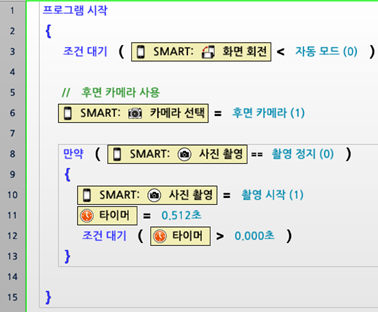 1 프로그램 시작
2 {
3 조건 대기 ( SMART: 화면 회전 < 자동 모드 (0)
4
5 // 후면 카메라 사용
6 SMART: 카메라 선택 = 후면 카메라 (1)
7
8 만약 ( SMART: 사진 촬영 == 촬영 정지 (0) )
9 {
10 SMART: 사진 촬영 = 촬영 시작 (1)
11 타이머 = 0.512초
12 조건 대기 ( 타이머 > 0.000초 )
13 }
14
15 }